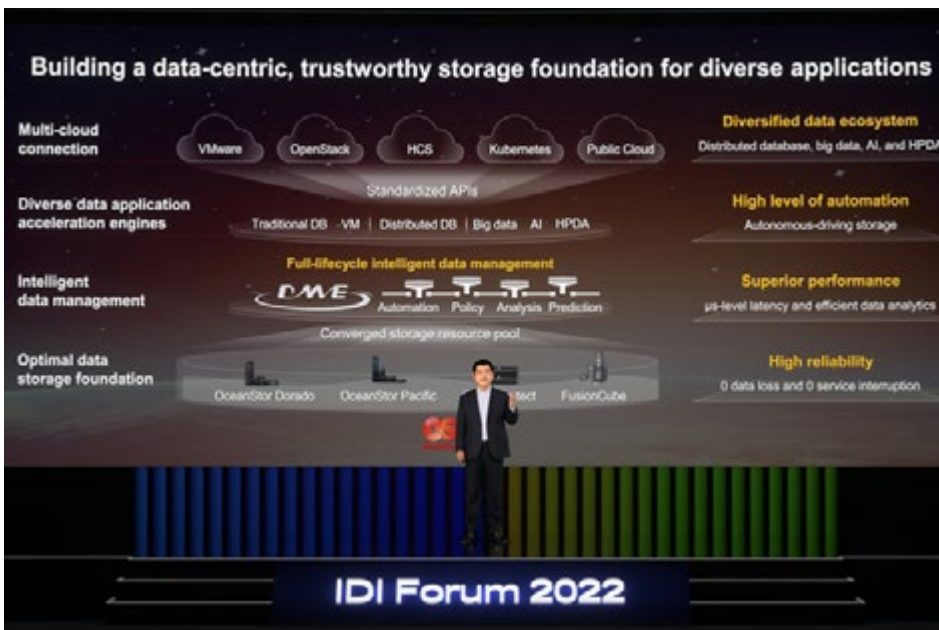 Building a data-centric, trustworthy storage foundation for diverse applications
Multi-cloud
connection
VMware
OpenStack
HCS
Kubernetes
Public Cloud
Diversified data ecosystem
Distributed database, big data, AI, and HPDA
Standardized APIs
Diverse data application
acceleration engines
Traditional DB VM | Distributed DB | Big data AI HPDA
High level of automation
Autonomous-driving storage
Full-lifecycle intelligent data management
Intelligent
data management
DME
Automation Policy Analysis Prediction
Superior performance
μs-level latency and efficient data analytics
Converged storage resource pool
Optimal data
storage foundation
OceanStor Dorado
OceanStor Pacific
FusionCube
High reliability
0 data loss and 0 service interruption
IDI Forum 2022